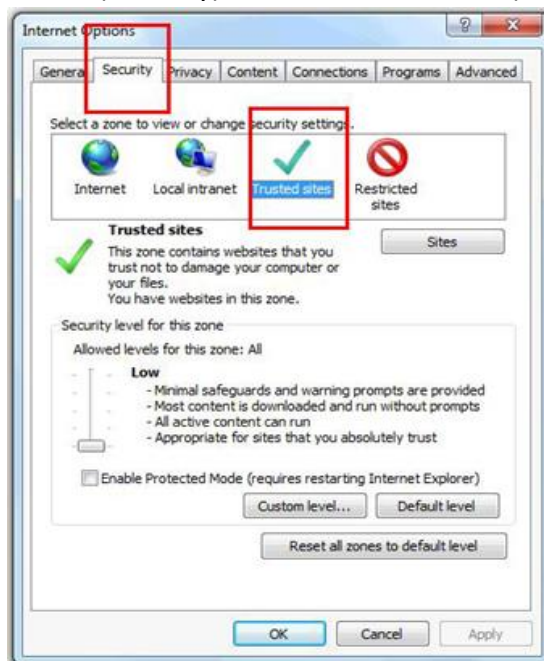 Internet Options
General Security Privacy Content Connections Programs Advanced
Select a zone to view or change security settings.
Internet Local intranet Trusted sites Restricted sites
Trusted sites
Sites
This zone contains websites that you
trust not to damage your computer or
your files.
You have websites in this zone.
Security level for this zone
Allowed levels for this zone: All
Low
- Minimal safeguards and warning prompts are provided
- Most content is downloaded and run without prompts
- All active content can run
- Appropriate for sites that you absolutely trust
Enable Protected Mode (requires restarting Internet Explorer)
Custom level... Default level
Reset all zones to default level
OK Cancel Apply